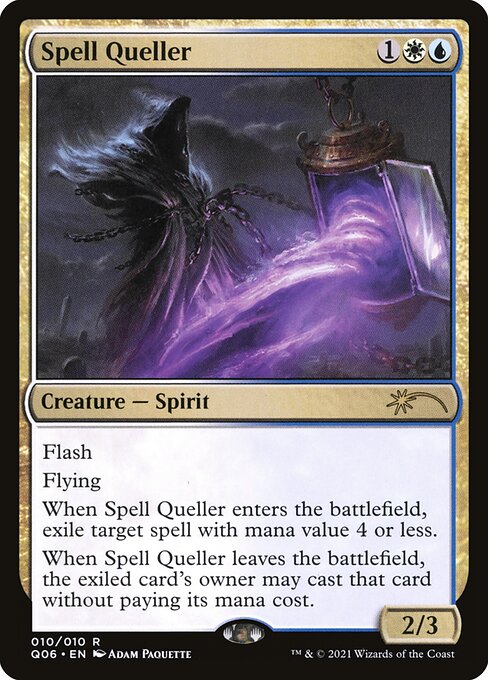 Spell Queller 1
Creature — Spirit
Flash
Flying
When Spell Queller enters the battlefield,
exile target spell with mana value 4 or less.
When Spell Queller leaves the battlefield,
the exiled card's owner may cast that card
without paying its mana cost.
2/3
010/010 R
Q06 • EN Adam Paquette
™ & © 2021 Wizards of the Coast